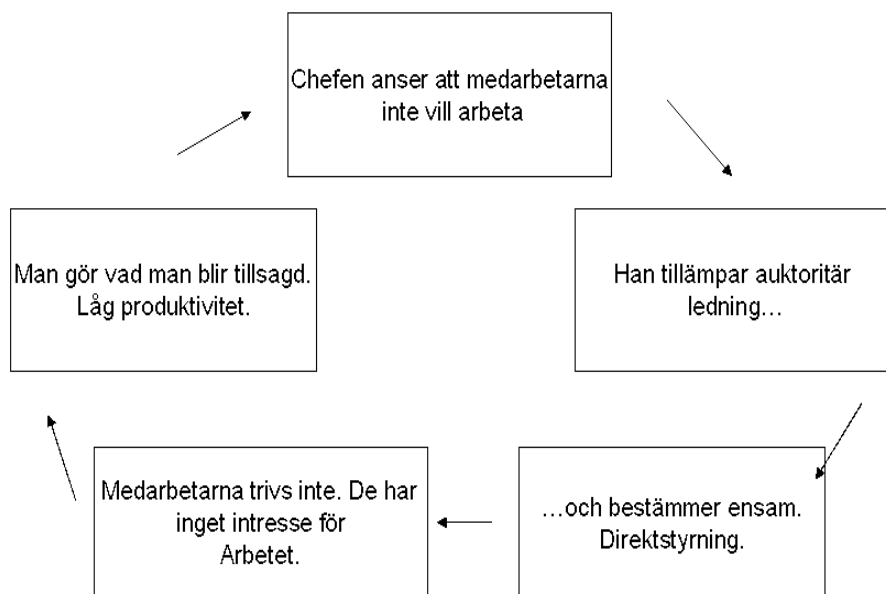 Chefen anser att medarbetarna
inte vill arbeta
Han tillämpar auktoritär
ledning…
…och bestämmer ensam.
Direktstyrning.
Medarbetarna trivs inte. De har
inget intresse för
Arbetet.
Man gör vad man blir tillsagd.
Låg produktivitet.